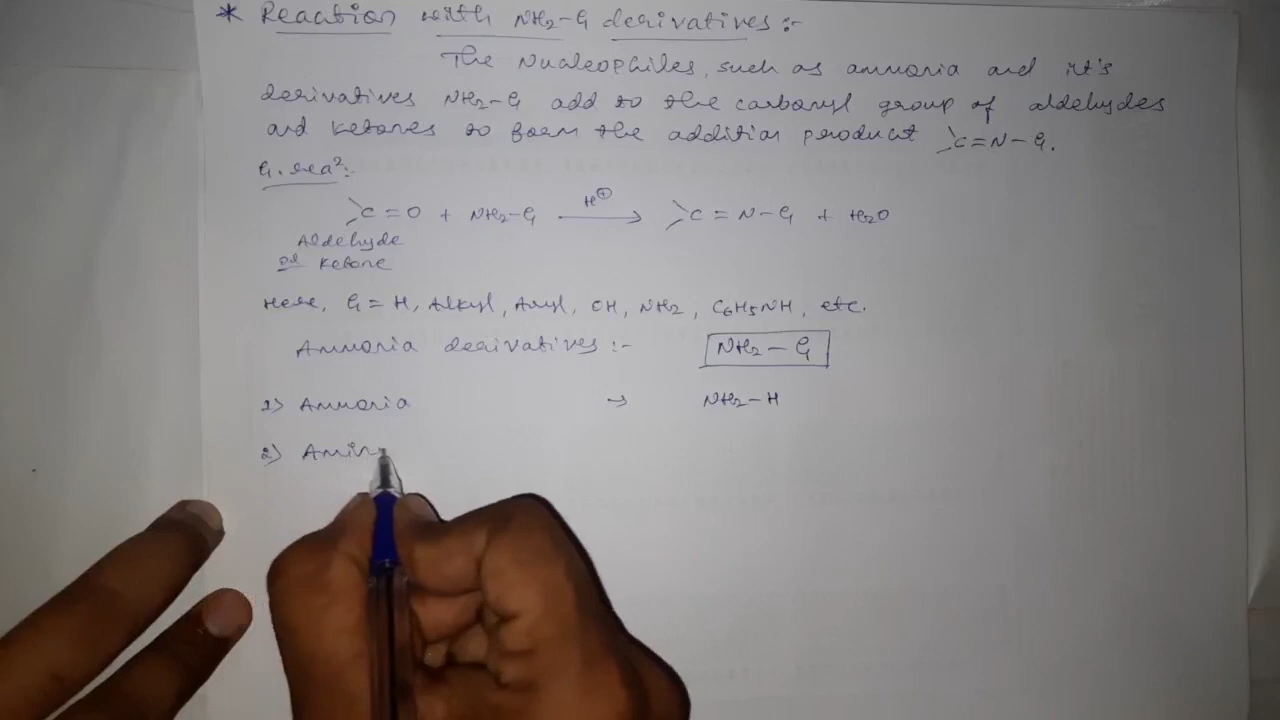 * Reaction with NH2-G derivatives :-
The Nucleophiles, such as ammonia and it's
derivatives NH2-G add to the carbonyl group of aldehydes
and ketones to form the addition product >C=N-G.
G. rea²:-
>C=O + NH2-G H⊕ → >C=N-G + H2O
Aldehyde
or Ketone
Here, G = H, Alkyl, Aryl, OH, NH2, C6H5NH, etc.
Ammonia derivatives :- NH2-G
1) Ammonia → NH2-H
2) Amin